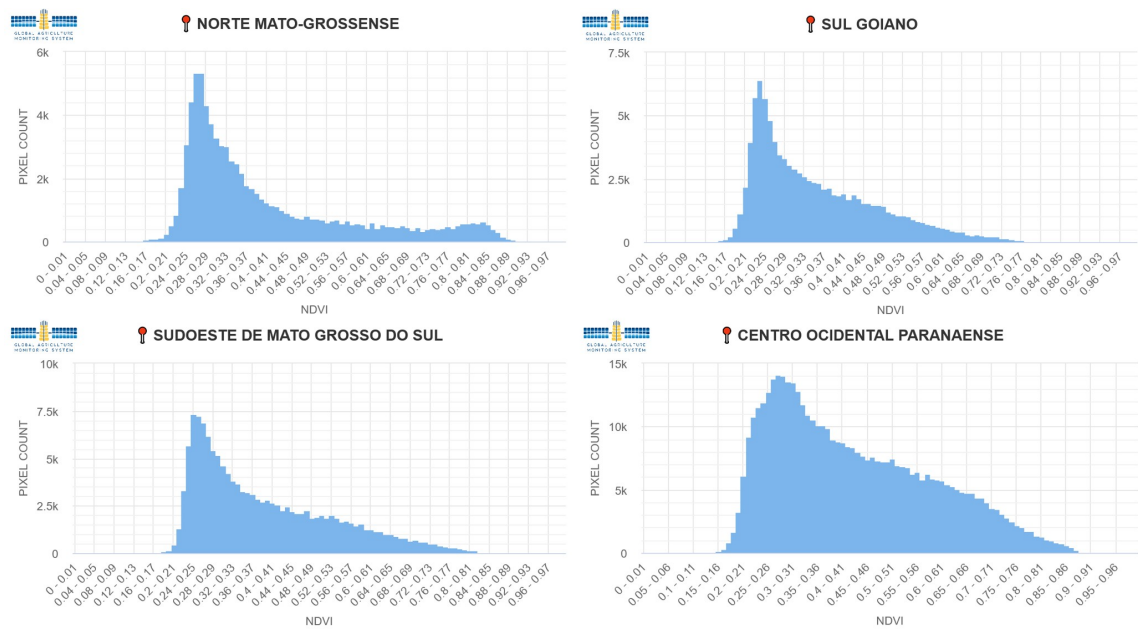 GLOBAL AGRICULTURE
MONITORING SYSTEM
NORTE MATO-GROSSENSE
6k
4k
2k
0
PIXEL COUNT
0 - 0.01
0.04 - 0.05
0.08 - 0.09
0.12 - 0.13
0.16 - 0.17
0.2 - 0.21
0.24 - 0.25
0.28 - 0.29
0.32 - 0.33
0.36 - 0.37
0.4 - 0.41
0.44 - 0.45
0.48 - 0.49
0.52 - 0.53
0.56 - 0.57
0.6 - 0.61
0.64 - 0.65
0.68 - 0.69
0.72 - 0.73
0.76 - 0.77
0.8 - 0.81
0.84 - 0.85
0.88 - 0.89
0.92 - 0.93
0.96 - 0.97
NDVI
GLOBAL AGRICULTURE
MONITORING SYSTEM
SUL GOIANO
7.5k
5k
2.5k
0
PIXEL COUNT
0 - 0.01
0.04 - 0.05
0.08 - 0.09
0.12 - 0.13
0.16 - 0.17
0.2 - 0.21
0.24 - 0.25
0.28 - 0.29
0.32 - 0.33
0.36 - 0.37
0.4 - 0.41
0.44 - 0.45
0.48 - 0.49
0.52 - 0.53
0.56 - 0.57
0.6 - 0.61
0.64 - 0.65
0.68 - 0.69
0.72 - 0.73
0.76 - 0.77
0.8 - 0.81
0.84 - 0.85
0.88 - 0.89
0.92 - 0.93
0.96 - 0.97
NDVI
GLOBAL AGRICULTURE
MONITORING SYSTEM
SUDOESTE DE MATO GROSSO DO SUL
10k
7.5k
5k
2.5k
0
PIXEL COUNT
0 - 0.01
0.04 - 0.05
0.08 - 0.09
0.12 - 0.13
0.16 - 0.17
0.2 - 0.21
0.24 - 0.25
0.28 - 0.29
0.32 - 0.33
0.36 - 0.37
0.4 - 0.41
0.44 - 0.45
0.48 - 0.49
0.52 - 0.53
0.56 - 0.57
0.6 - 0.61
0.64 - 0.65
0.68 - 0.69
0.72 - 0.73
0.76 - 0.77
0.8 - 0.81
0.84 - 0.85
0.88 - 0.89
0.92 - 0.93
0.96 - 0.97
NDVI
GLOBAL AGRICULTURE
MONITORING SYSTEM
CENTRO OCIDENTAL PARANAENSE
15k
10k
5k
0
PIXEL COUNT
0 - 0.01
0.05 - 0.06
0.1 - 0.11
0.15 - 0.16
0.2 - 0.21
0.25 - 0.26
0.3 - 0.31
0.35 - 0.36
0.4 - 0.41
0.45 - 0.46
0.5 - 0.51
0.55 - 0.56
0.6 - 0.61
0.65 - 0.66
0.7 - 0.71
0.75 - 0.76
0.8 - 0.81
0.85 - 0.86
0.9 - 0.91
0.95 - 0.96
NDVI